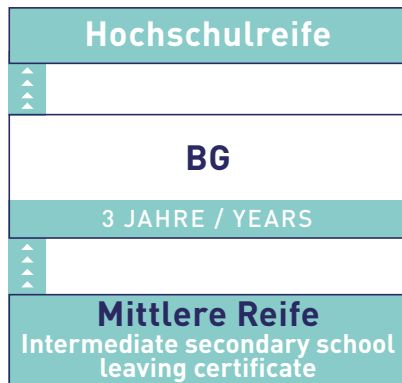 Hochschulreife
BG
3 JAHRE / YEARS
Mittlere Reife
Intermediate secondary school
leaving certificate